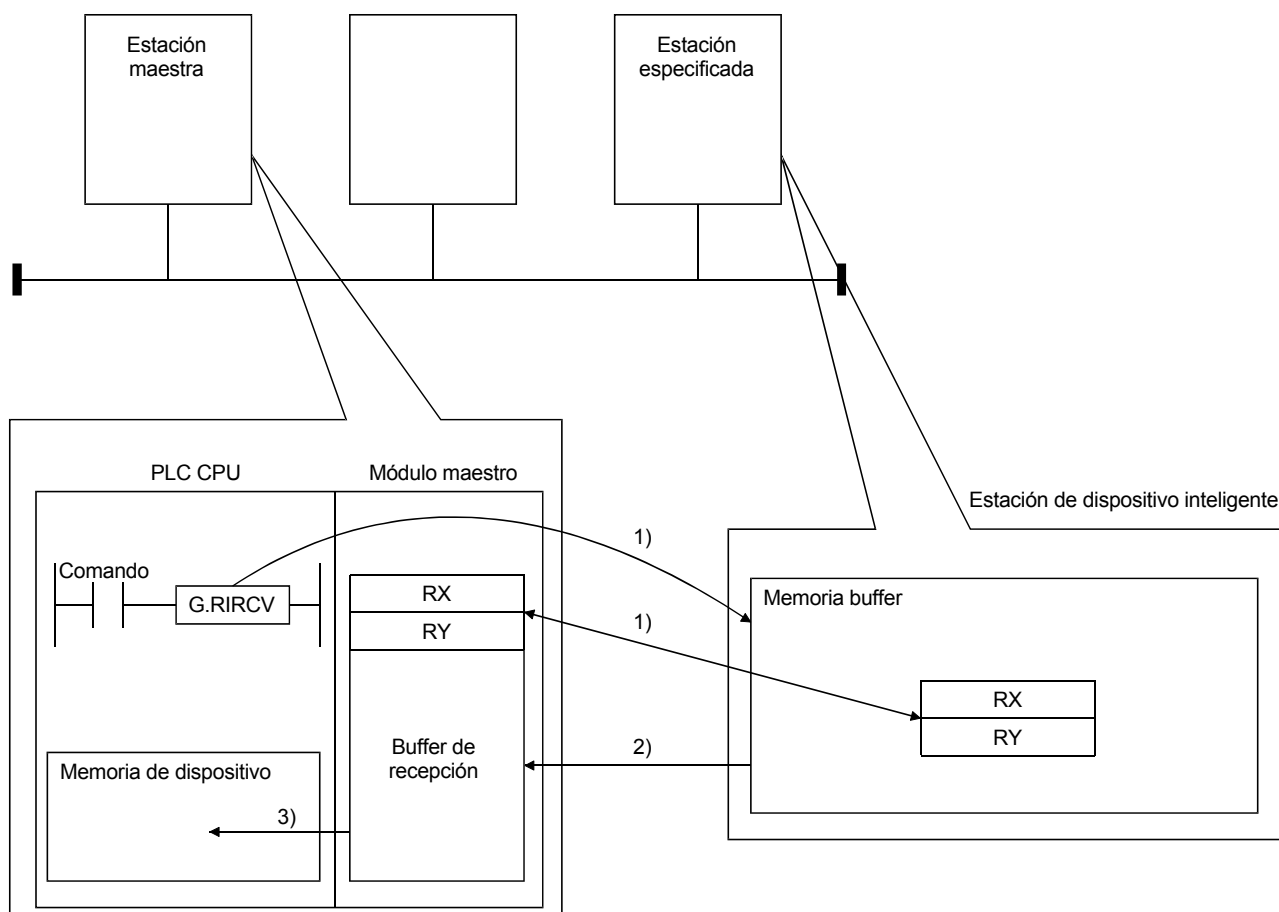 Estación
maestra
Estación
especificada
PLC CPU
Módulo maestro
Estación de dispositivo inteligente
1)
Comando
G.RIRCV
RX
RY
1)
Memoria buffer
RX
RY
Buffer de
recepción
2)
Memoria de dispositivo
3)